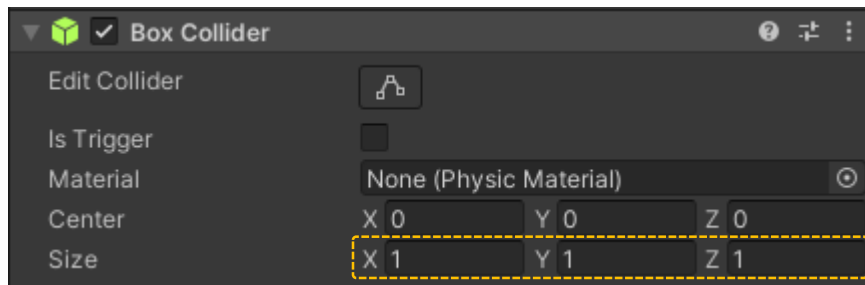 Box Collider
Edit Collider
Is Trigger
Material None (Physic Material)
Center X 0 Y 0 Z 0
Size X 1 Y 1 Z 1